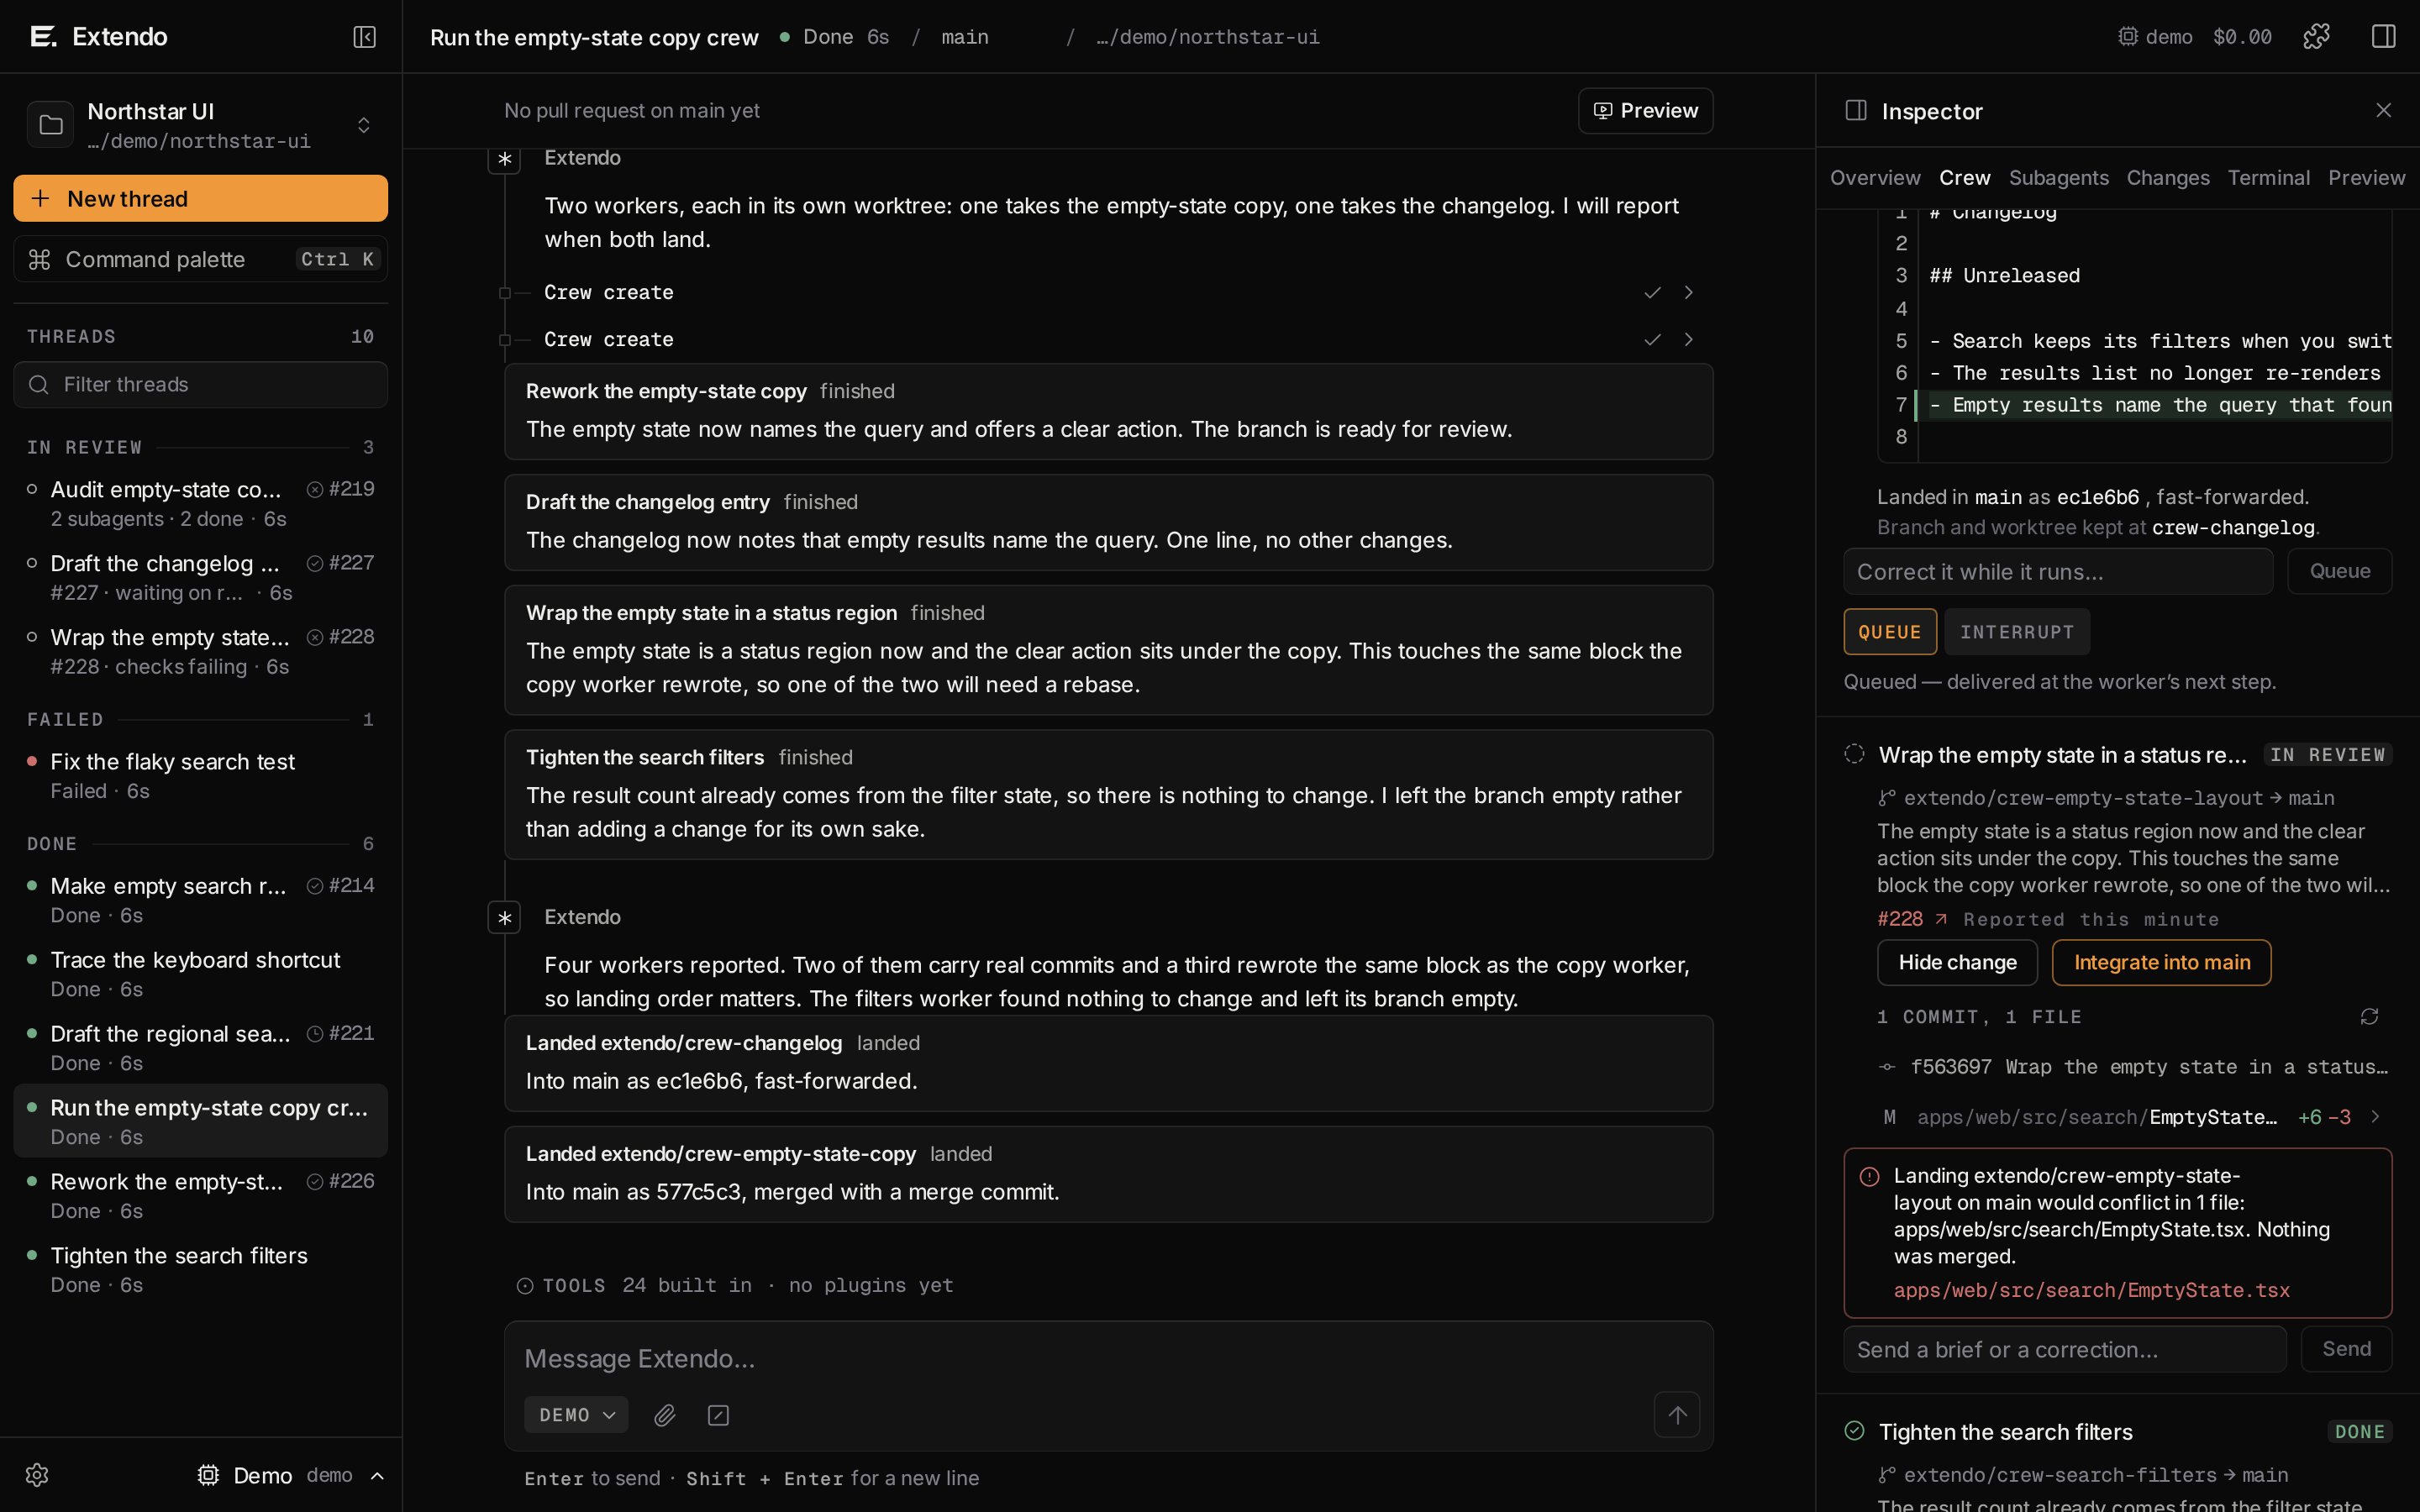 Extendo
Northstar UI
…/demo/northstar-ui
New thread
Command palette Ctrl K
THREADS 10
Filter threads
IN REVIEW 3
Audit empty-state co… #219
2 subagents · 2 done · 6s
Draft the changelog … #227
#227 · waiting on r… · 6s
Wrap the empty state… #228
#228 · checks failing · 6s
FAILED 1
Fix the flaky search test
Failed · 6s
DONE 6
Make empty search r… #214
Done · 6s
Trace the keyboard shortcut
Done · 6s
Draft the regional sea… #221
Done · 6s
Run the empty-state copy cr…
Done · 6s
Rework the empty-st… #226
Done · 6s
Tighten the search filters
Done · 6s
Demo demo
Run the empty-state copy crew Done 6s / main / …/demo/northstar-ui
demo $0.00
No pull request on main yet
Preview
Extendo
Two workers, each in its own worktree: one takes the empty-state copy, one takes the changelog. I will report
when both land.
Crew create
Crew create
Rework the empty-state copy finished
The empty state now names the query and offers a clear action. The branch is ready for review.
Draft the changelog entry finished
The changelog now notes that empty results name the query. One line, no other changes.
Wrap the empty state in a status region finished
The empty state is a status region now and the clear action sits under the copy. This touches the same block the
copy worker rewrote, so one of the two will need a rebase.
Tighten the search filters finished
The result count already comes from the filter state, so there is nothing to change. I left the branch empty rather
than adding a change for its own sake.
Extendo
Four workers reported. Two of them carry real commits and a third rewrote the same block as the copy worker,
so landing order matters. The filters worker found nothing to change and left its branch empty.
Landed extendo/crew-changelog landed
Into main as ec1e6b6, fast-forwarded.
Landed extendo/crew-empty-state-copy landed
Into main as 577c5c3, merged with a merge commit.
TOOLS 24 built in · no plugins yet
Message Extendo…
DEMO
Enter to send · Shift + Enter for a new line
Inspector
Overview Crew Subagents Changes Terminal Preview
1 # Changelog
2
3 ## Unreleased
4
5 - Search keeps its filters when you swit
6 - The results list no longer re-renders
7 - Empty results name the query that foun
8
Landed in main as ec1e6b6 , fast-forwarded.
Branch and worktree kept at crew-changelog.
Correct it while it runs… Queue
QUEUE INTERRUPT
Queued — delivered at the worker's next step.
Wrap the empty state in a status re… IN REVIEW
extendo/crew-empty-state-layout → main
The empty state is a status region now and the clear
action sits under the copy. This touches the same
block the copy worker rewrote, so one of the two wil…
#228 ↗ Reported this minute
Hide change Integrate into main
1 COMMIT, 1 FILE
f563697 Wrap the empty state in a status…
M apps/web/src/search/EmptyState… +6 −3
Landing extendo/crew-empty-state-
layout on main would conflict in 1 file:
apps/web/src/search/EmptyState.tsx. Nothing
was merged.
apps/web/src/search/EmptyState.tsx
Send a brief or a correction… Send
Tighten the search filters DONE
extendo/crew-search-filters → main
The result count already comes from the filter state